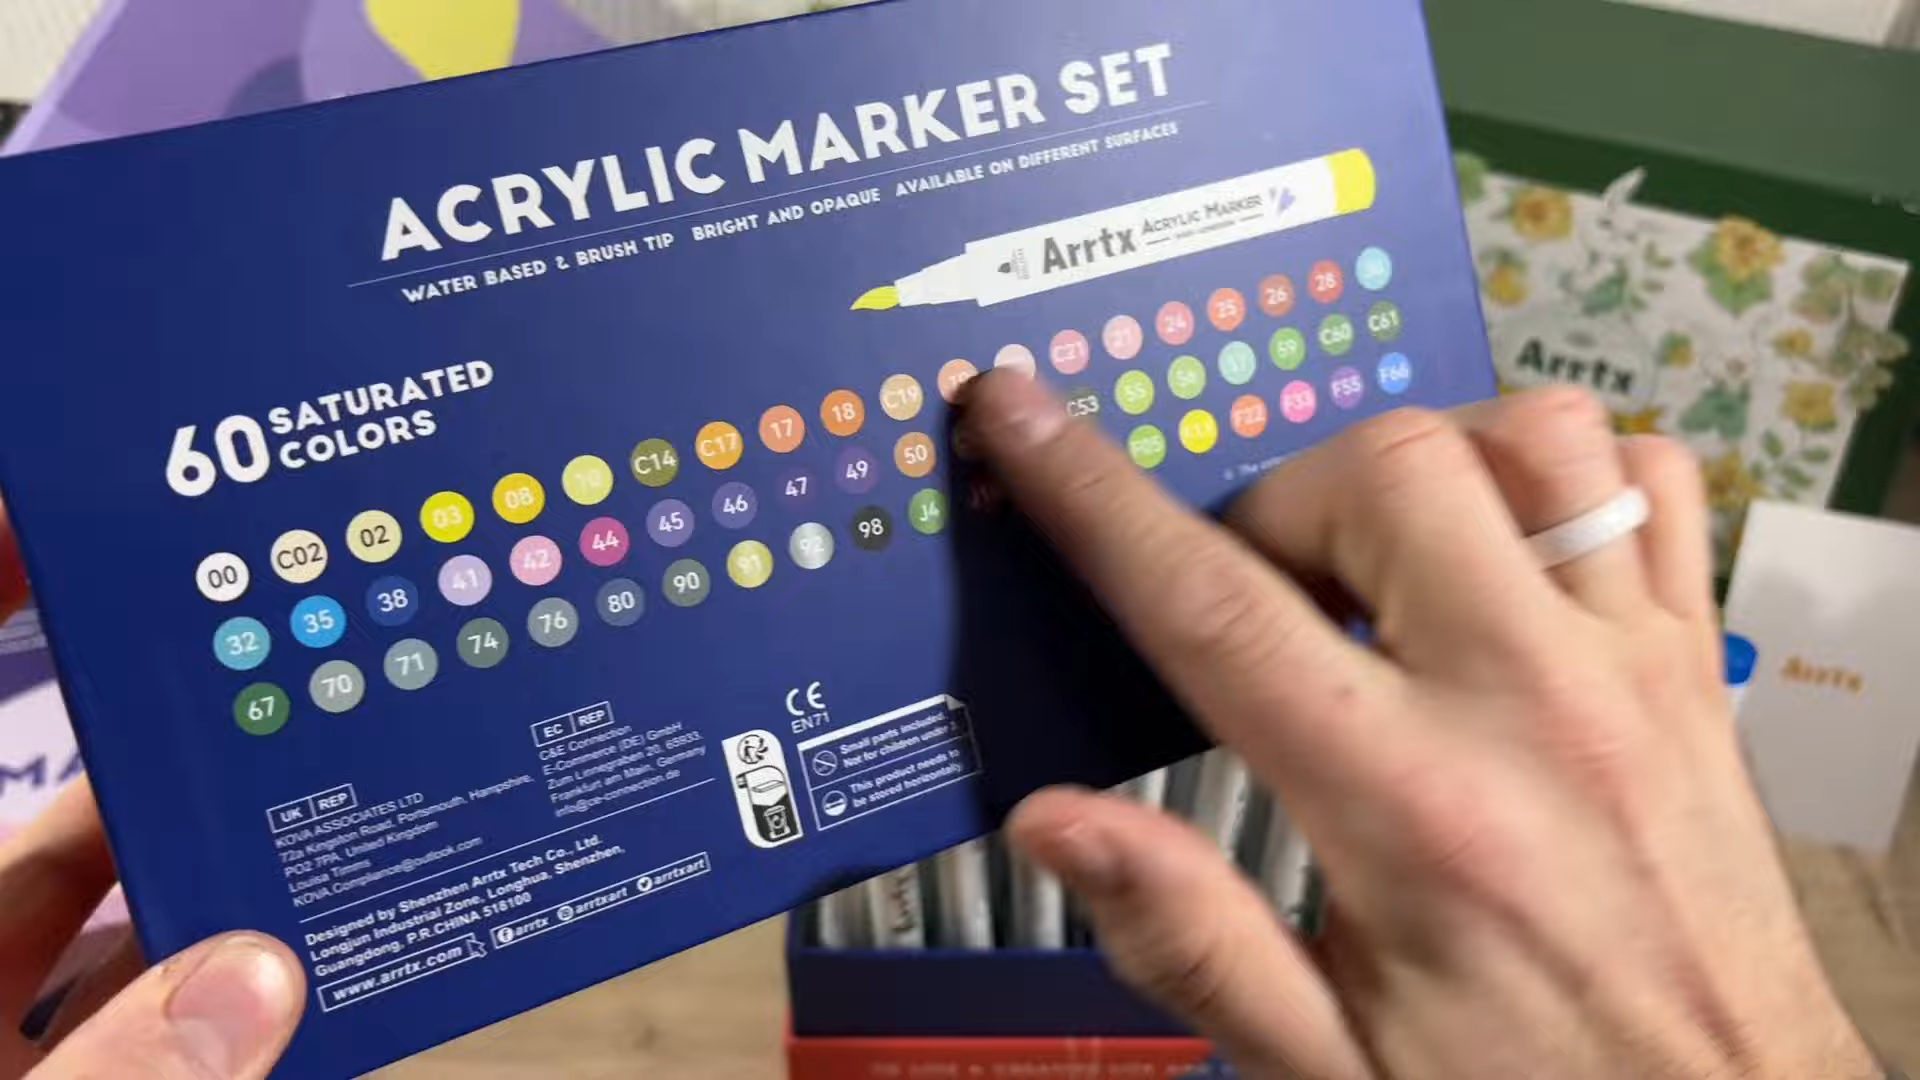 ACRYLIC MARKER SET
WATER BASED & BRUSH TIP BRIGHT AND OPAQUE AVAILABLE ON DIFFERENT SURFACES
Arrtx ACRYLIC MARKER
60 SATURATED
COLORS
00 C02 02 03 08 10 C14 C17 17 18 C19 19 C21 21 24 25 26 28 30
32 35 38 41 42 44 45 46 47 49 50 C53 55 56 57 59 C60 C61
67 70 71 74 76 80 90 91 92 98 J4 F05 F22 F33 F55 F66
UK REP
KOVA ASSOCIATES LTD
72a Kingston Road, Portsmouth, Hampshire,
PO2 7PA, United Kingdom
Louisa Timmins
KOVA.Compliance@outlook.com
EC REP
C&E Connection
E-Commerce (DE) GmbH
Zum Linnegraben 20, 65933,
Frankfurt am Main, Germany
info@ce-connection.de
CE
EN71
Small parts included.
Not for children under
This product needs to
be stored horizontally.
Designed by Shenzhen Arrtx Tech Co., Ltd.
Longjun Industrial Zone, Longhua, Shenzhen,
Guangdong, P.R.CHINA 518100
www.arrtx.com
arrtx arrtxart arrtxart
Arrtx
Arrtx